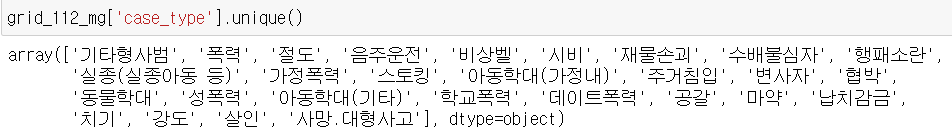 grid_112_mg['case_type'].unique()
array(['기타형사범', '폭력', '절도', '음주운전', '비상벨', '시비', '재물손괴', '수배불심자', '행패소란',
'실종(실종아동 등)', '가정폭력', '스토킹', '아동학대(가정내)', '주거침입', '변사자', '협박',
'동물학대', '성폭력', '아동학대(기타)', '학교폭력', '데이트폭력', '공갈', '마약', '납치감금',
'치기', '강도', '살인', '사망.대형사고'], dtype=object)